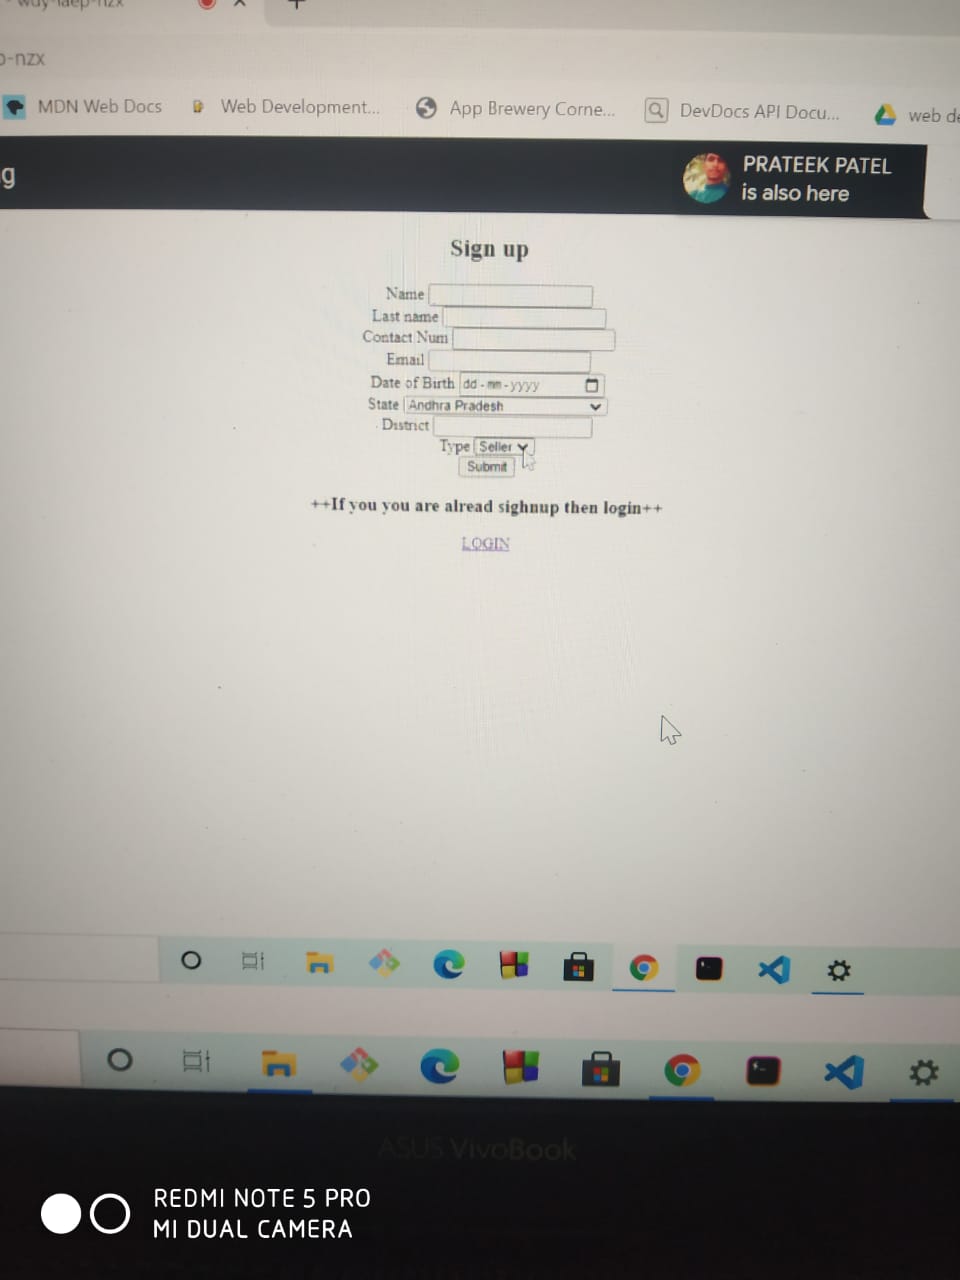 -nzx
MDN Web Docs
Web Development...
App Brewery Corne...
DevDocs API Docu...
web de
g
PRATEEK PATEL
is also here
Sign up
Name
Last name
Contact Num
Email
Date of Birth dd-mm-yyyy
State Andhra Pradesh
District
Type Seller
Submit
++If you you are alread sighnup then login++
LOGIN
ASUS VivoBook
REDMI NOTE 5 PRO
MI DUAL CAMERA